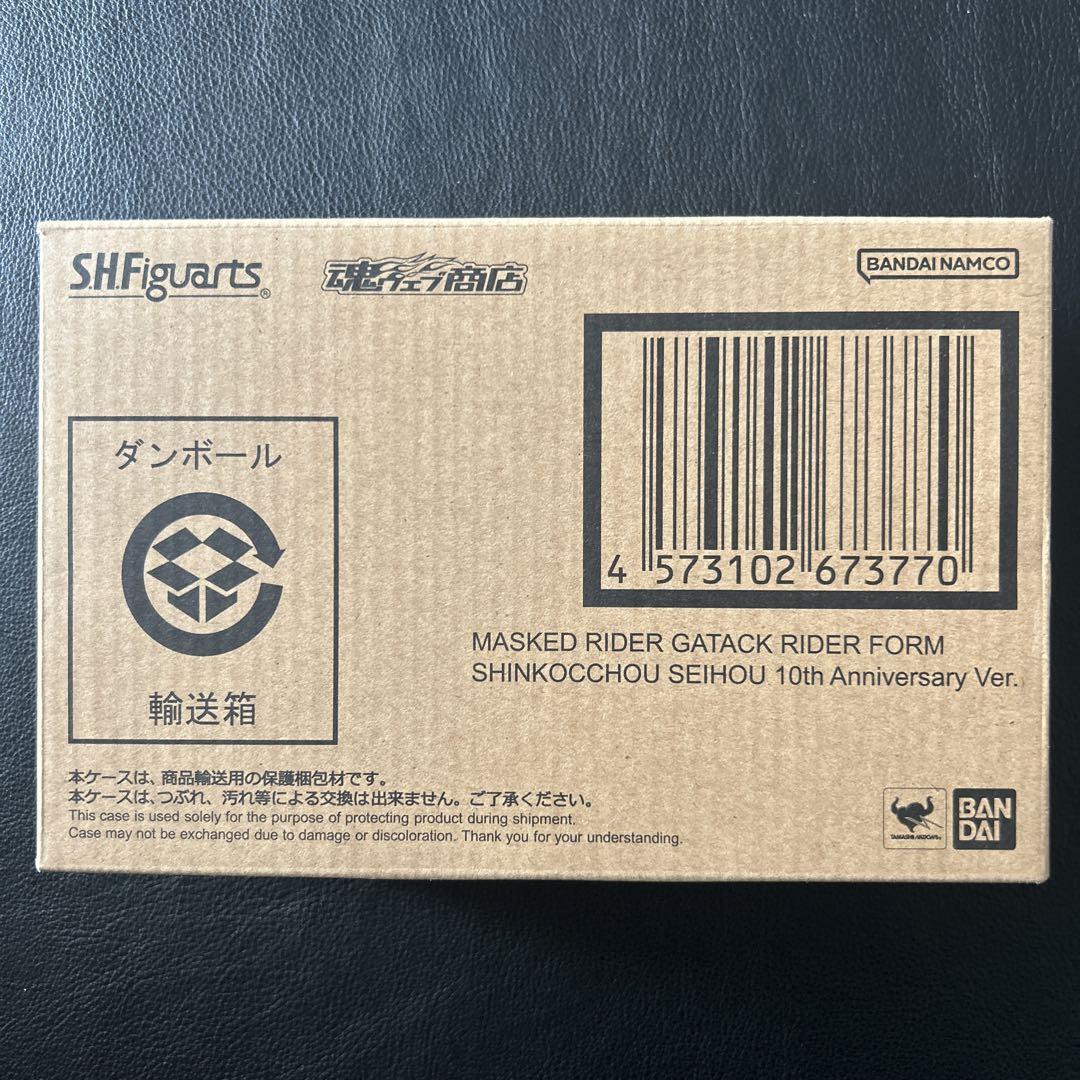 S.H.Figuarts®
魂ウェブ商店
BANDAI NAMCO
4 573102 673770
MASKED RIDER GATACK RIDER FORM
SHINKOCCHOU SEIHOU 10th Anniversary Ver.
ダンボール
輸送箱
本ケースは、商品輸送用の保護梱包材です。
本ケースは、つぶれ、汚れ等による交換は出来ません。ご了承ください。
This case is used solely for the purpose of protecting product during shipment.
Case may not be exchanged due to damage or discoloration. Thank you for your understanding.
TAMASHII NATIONS
BAN
DAI